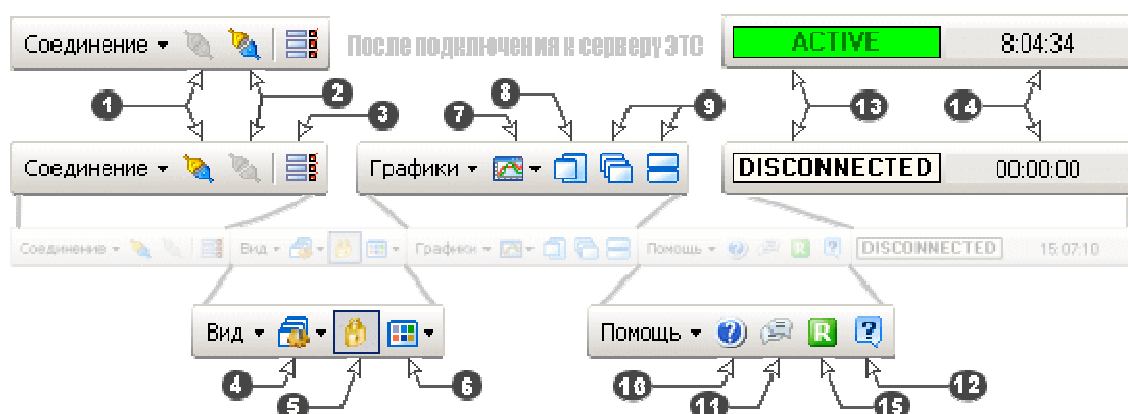 Соединение После подключения к серверу ЭТС ACTIVE 8:04:34
1 2 3 7 8 9 13 14
Соединение Графики DISCONNECTED 00:00:00
Соединение Вид Графики Помощь DISCONNECTED 15:07:10
Вид Помощь R ?
4 5 6 10 11 15 12